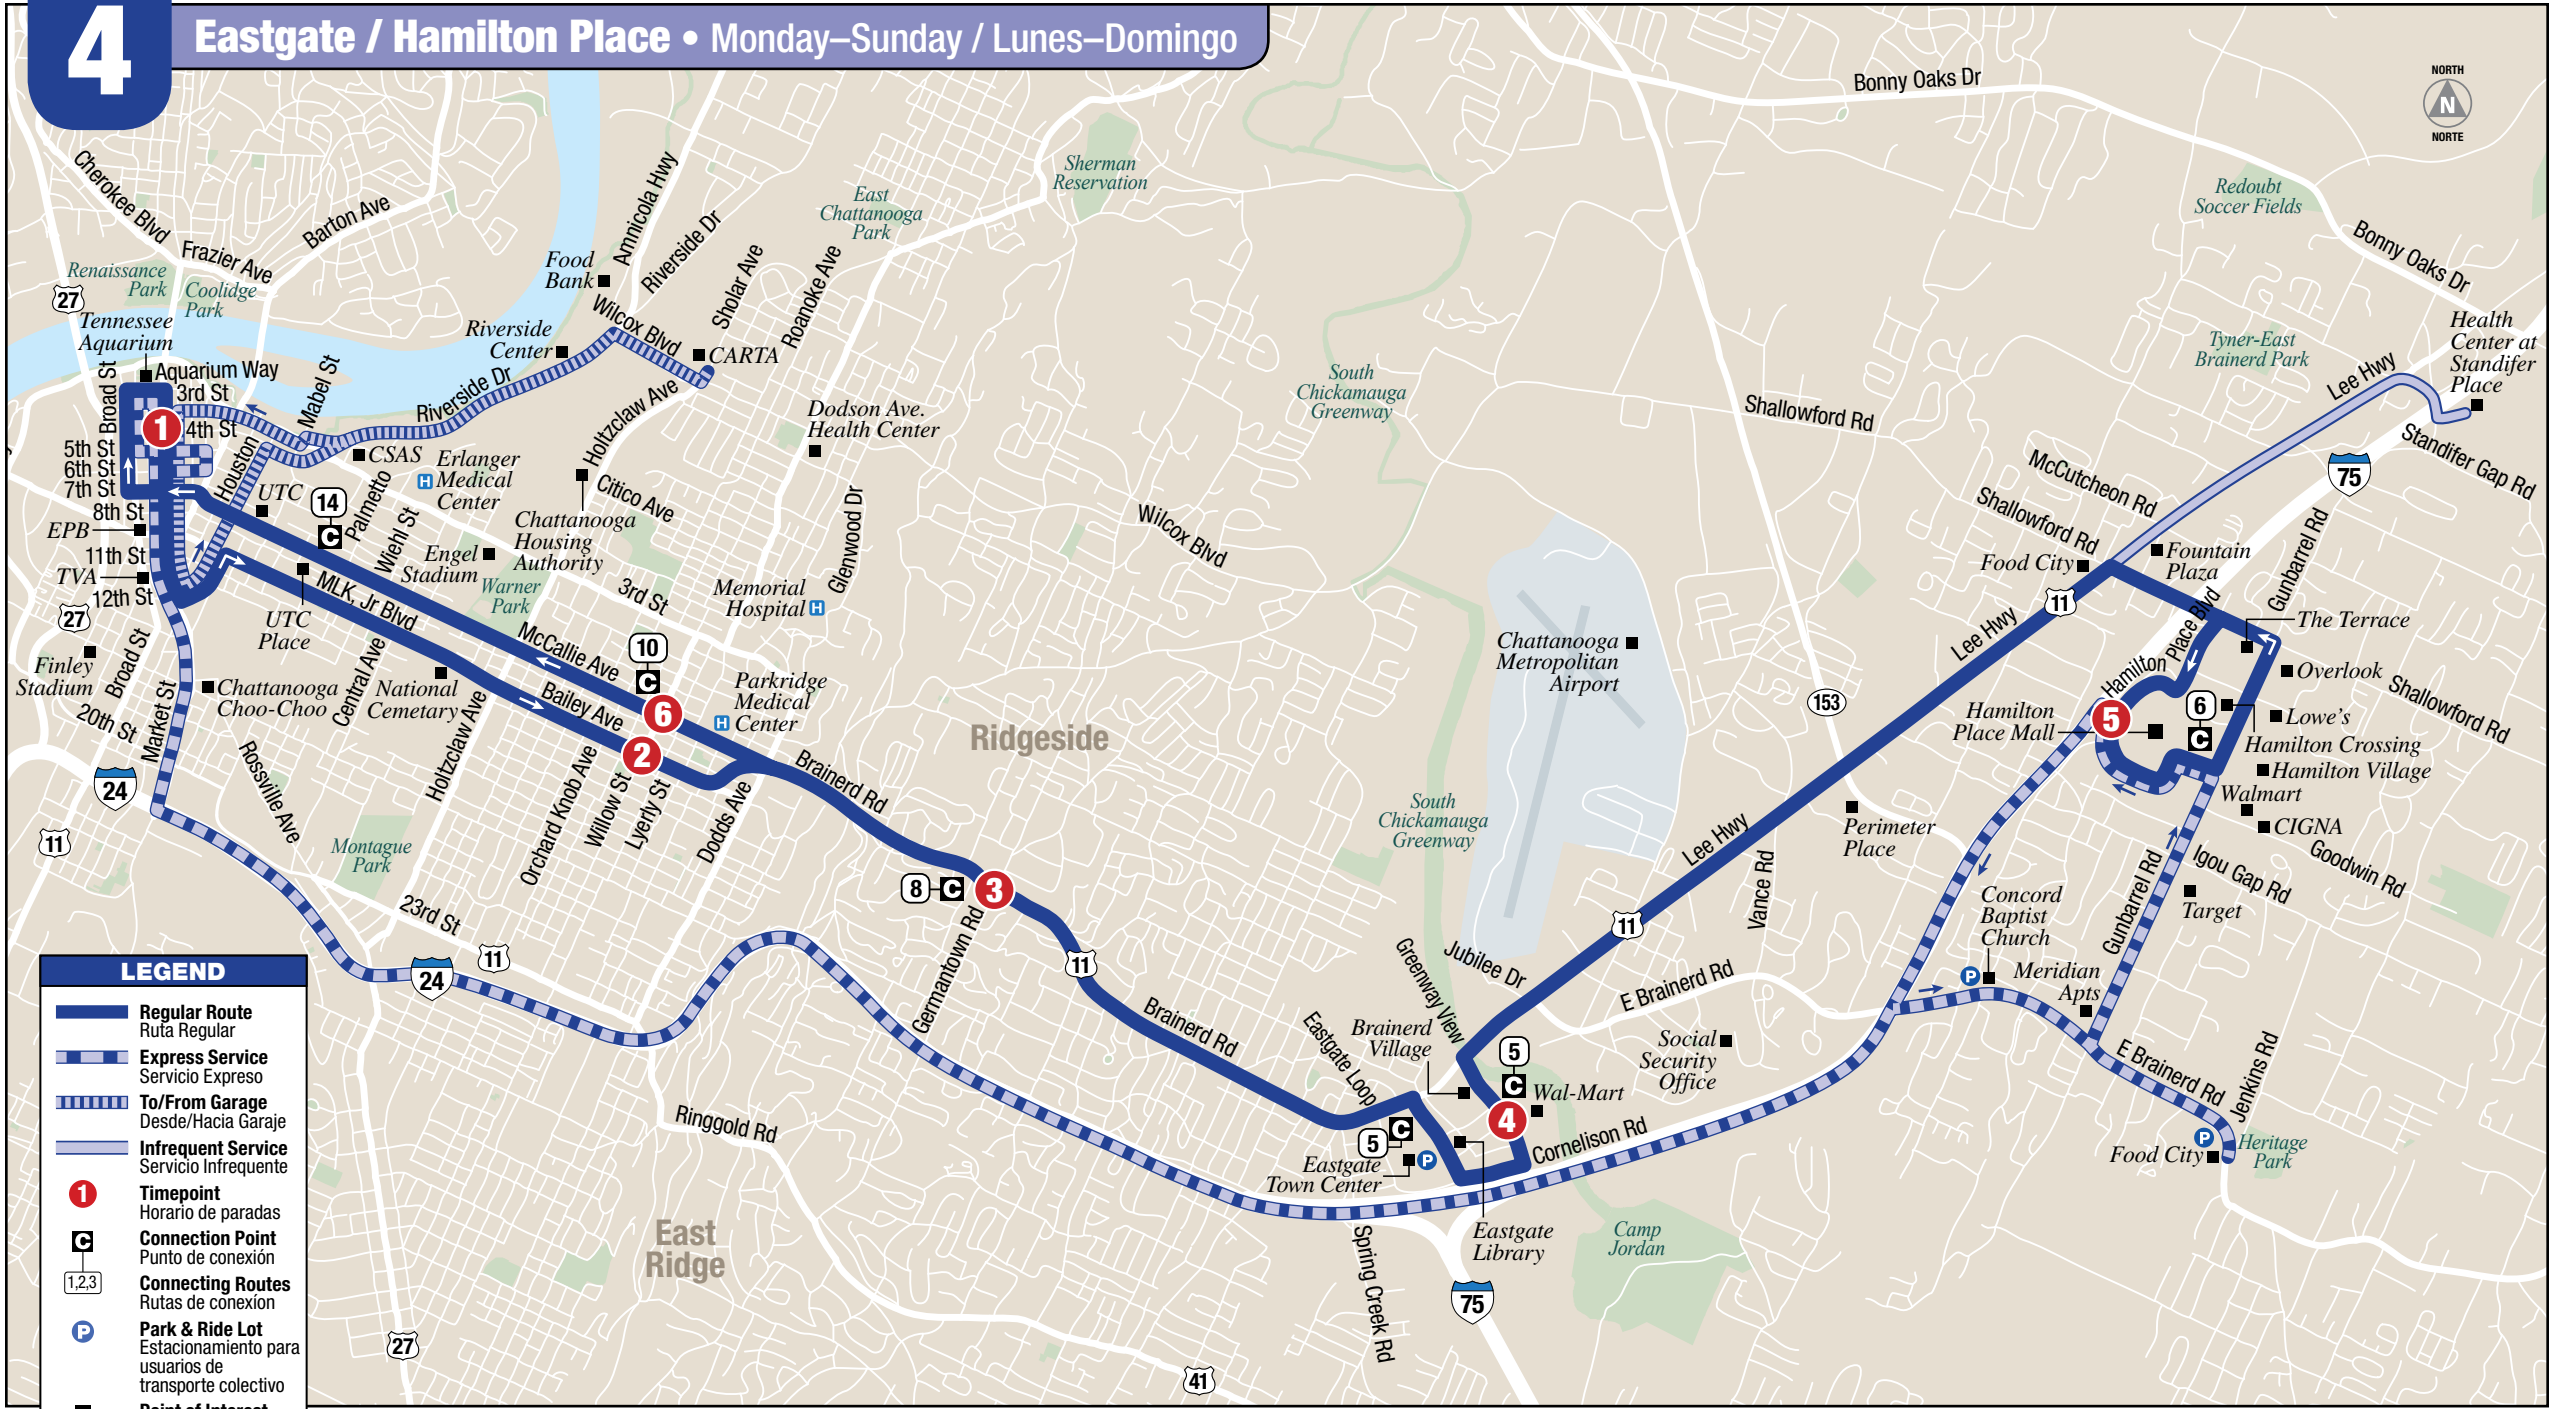 4
Eastgate / Hamilton Place • Monday–Sunday / Lunes–Domingo
NORTH
N
NORTE
Bonny Oaks Dr
Cherokee Blvd
Frazier Ave
Barton Ave
Renaissance
Park
Coolidge
Park
27
Tennessee
Aquarium
Aquarium Way
Broad St
3rd St
4th St
5th St
6th St
7th St
8th St
EPB
11th St
TVA
12th St
27
Finley
Stadium
Broad St
20th St
Market St
24
11
1
Houston
Mabel St
UTC
14
C
Palmetto
Wiehl St
CSAS
Erlanger
Medical
Center
H
Riverside Dr
Riverside
Center
Food
Bank
Amnicola Hwy
Riverside Dr
Wilcox Blvd
Sholar Ave
Roanoke Ave
CARTA
Holtzclaw Ave
East
Chattanooga
Park
Sherman
Reservation
Dodson Ave.
Health Center
Citico Ave
Chattanooga
Housing
Authority
Engel
Stadium
Warner
Park
3rd St
Memorial
Hospital
H
Glenwood Dr
UTC
Place
MLK, Jr Blvd
McCallie Ave
Bailey Ave
10
C
6
2
Parkridge
Medical
Center
H
Chattanooga
Choo-Choo
Central Ave
National
Cemetary
Holtzclaw Ave
Rossville Ave
Montague
Park
Orchard Knob Ave
Willow St
Lyerly St
Dodds Ave
Brainerd Rd
Ridgeside
23rd St
11
24
8
C
3
Germantown Rd
11
Brainerd Rd
Ringgold Rd
East
Ridge
27
41
Wilcox Blvd
South
Chickamauga
Greenway
South
Chickamauga
Greenway
Chattanooga
Metropolitan
Airport
Shallowford Rd
153
Lee Hwy
11
Lee Hwy
11
Vance Rd
Perimeter
Place
Greenway View
Jubilee Dr
E Brainerd Rd
Eastgate Loop
Brainerd
Village
5
C
Wal-Mart
4
Social
Security
Office
Cornelison Rd
5
C
Eastgate
Town Center
P
Eastgate
Library
Spring Creek Rd
75
Camp
Jordan
Redoubt
Soccer Fields
Bonny Oaks Dr
Tyner-East
Brainerd Park
Lee Hwy
Health
Center at
Standifer
Place
Standifer Gap Rd
75
McCutcheon Rd
Shallowford Rd
Food City
Fountain
Plaza
Gunbarrel Rd
The Terrace
Overlook
Shallowford Rd
Hamilton Place Blvd
Hamilton
Place Mall
5
6
C
Lowe's
Hamilton Crossing
Hamilton Village
Walmart
CIGNA
Goodwin Rd
Igou Gap Rd
Target
Gunbarrel Rd
Concord
Baptist
Church
P
Meridian
Apts
E Brainerd Rd
Jenkins Rd
P
Food City
Heritage
Park
LEGEND
Regular Route
Ruta Regular
Express Service
Servicio Expreso
To/From Garage
Desde/Hacia Garaje
Infrequent Service
Servicio Infrequente
1
Timepoint
Horario de paradas
C
Connection Point
Punto de conexión
1,2,3
Connecting Routes
Rutas de conexíon
P
Park & Ride Lot
Estacionamiento para
usuarios de
transporte colectivo
Point of Interest